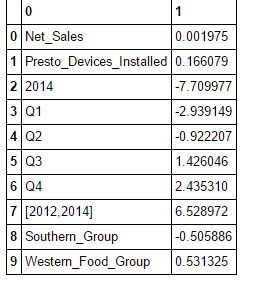 0 1
0 Net_Sales 0.001975
1 Presto_Devices_Installed 0.166079
2 2014 -7.709977
3 Q1 -2.939149
4 Q2 -0.922207
5 Q3 1.426046
6 Q4 2.435310
7 [2012,2014] 6.528972
8 Southern_Group -0.505886
9 Western_Food_Group 0.531325